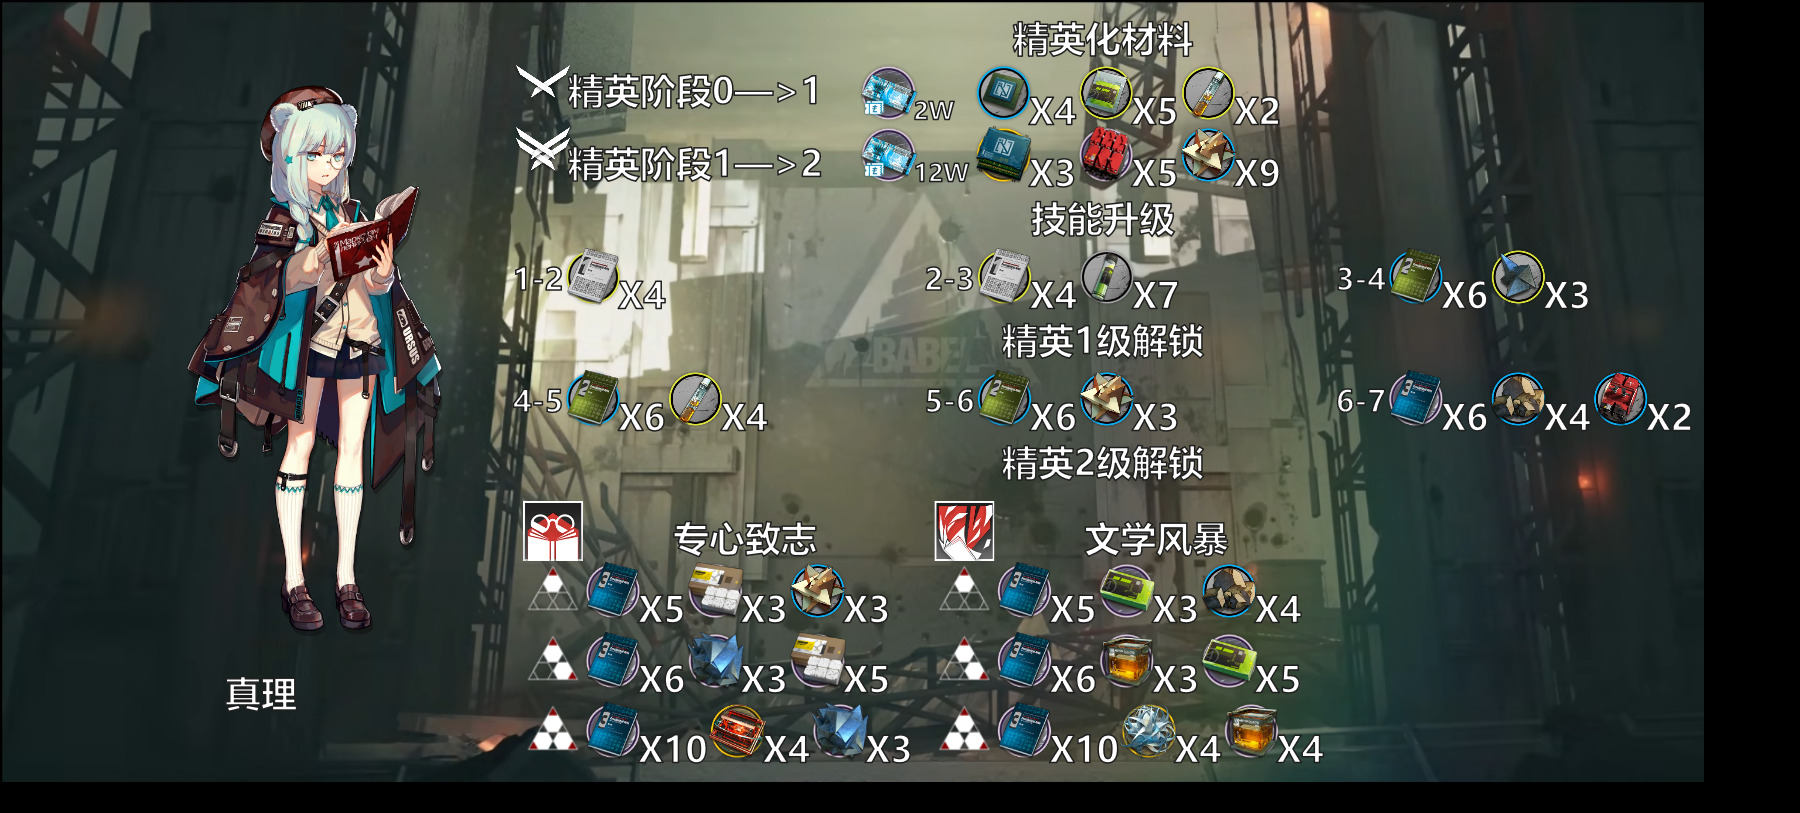 精英化材料
精英阶段0—>1 2W X4 X5 X2
精英阶段1—>2 12W X3 X5 X9
技能升级
1-2 X4 2-3 X4 X7 3-4 X6 X3
BABEL
URSUS
精英1级解锁
4-5 X6 X4 5-6 X6 X3 6-7 X6 X4 X2
精英2级解锁
专心致志 文学风暴
X5 X3 X3 X5 X3 X4
X6 X3 X5 X6 X3 X5
真理
X10 X4 X3 X10 X4 X4